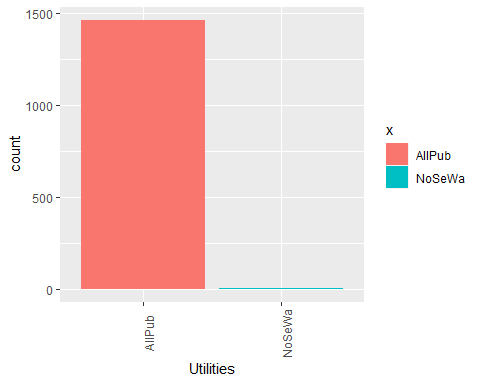 1500
1000
500
0
count
AllPub
NoSeWa
Utilities
x
AllPub
NoSeWa